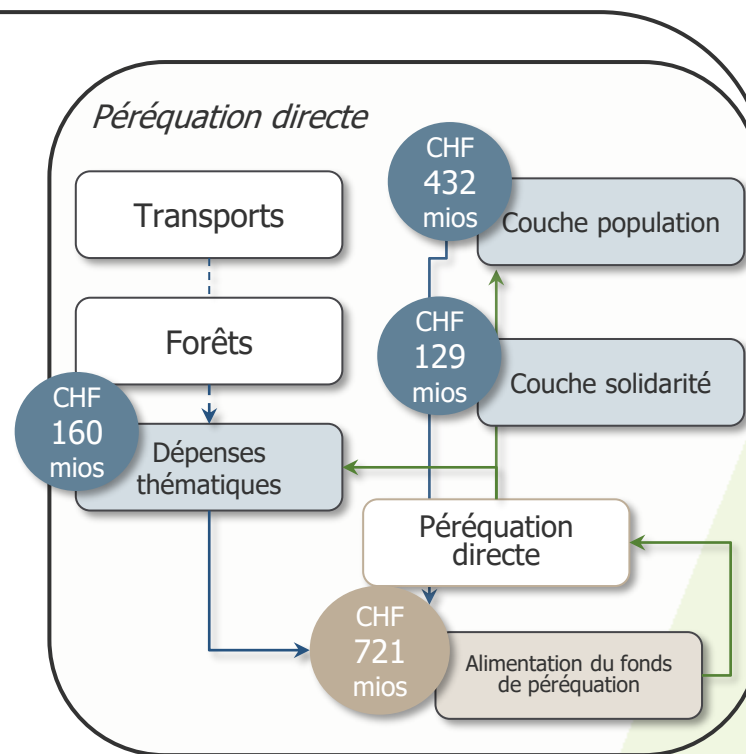 Péréquation directe
Transports
Forêts
CHF
160
mios
Dépenses
thématiques
CHF
432
mios
Couche population
CHF
129
mios
Couche solidarité
Péréquation
directe
CHF
721
mios
Alimentation du fonds
de péréquation